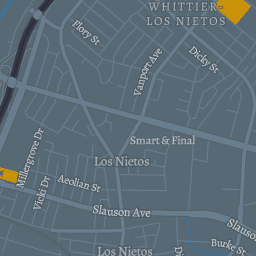 WHITTIER-
LOS NIETOS
Flory St
Vanport Ave
Dicky St
Smart & Final
Los Nietos
Millergrove Dr
Vicki Dr
Aeolian St
Slauson Ave
Slauson
Burke St
Los Nietos